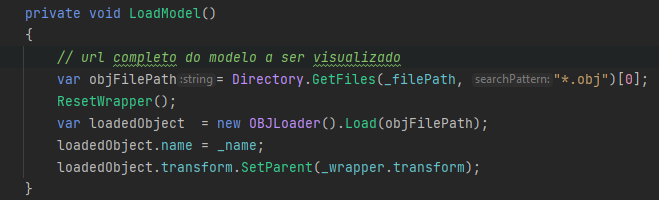 private void LoadModel()
{
// url completo do modelo a ser visualizado
var objFilePath :string = Directory.GetFiles(_filePath, searchPattern: "*.obj")[0];
ResetWrapper();
var loadedObject  = new OBJLoader().Load(objFilePath);
loadedObject.name = _name;
loadedObject.transform.SetParent(_wrapper.transform);
}